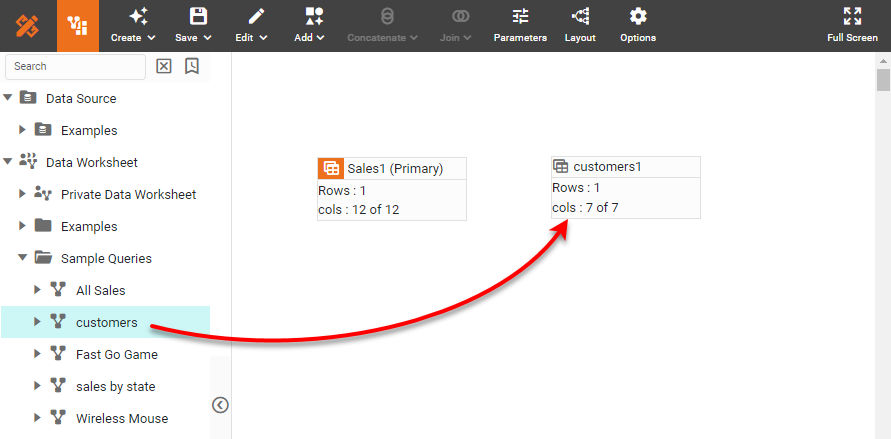 Create
Save
Edit
Add
Concatenate
Join
Parameters
Layout
Options
Full Screen
Search
Data Source
Examples
Data Worksheet
Private Data Worksheet
Examples
Sample Queries
All Sales
customers
Fast Go Game
sales by state
Wireless Mouse
Sales1 (Primary)
Rows : 1
cols : 12 of 12
customers1
Rows : 1
cols : 7 of 7